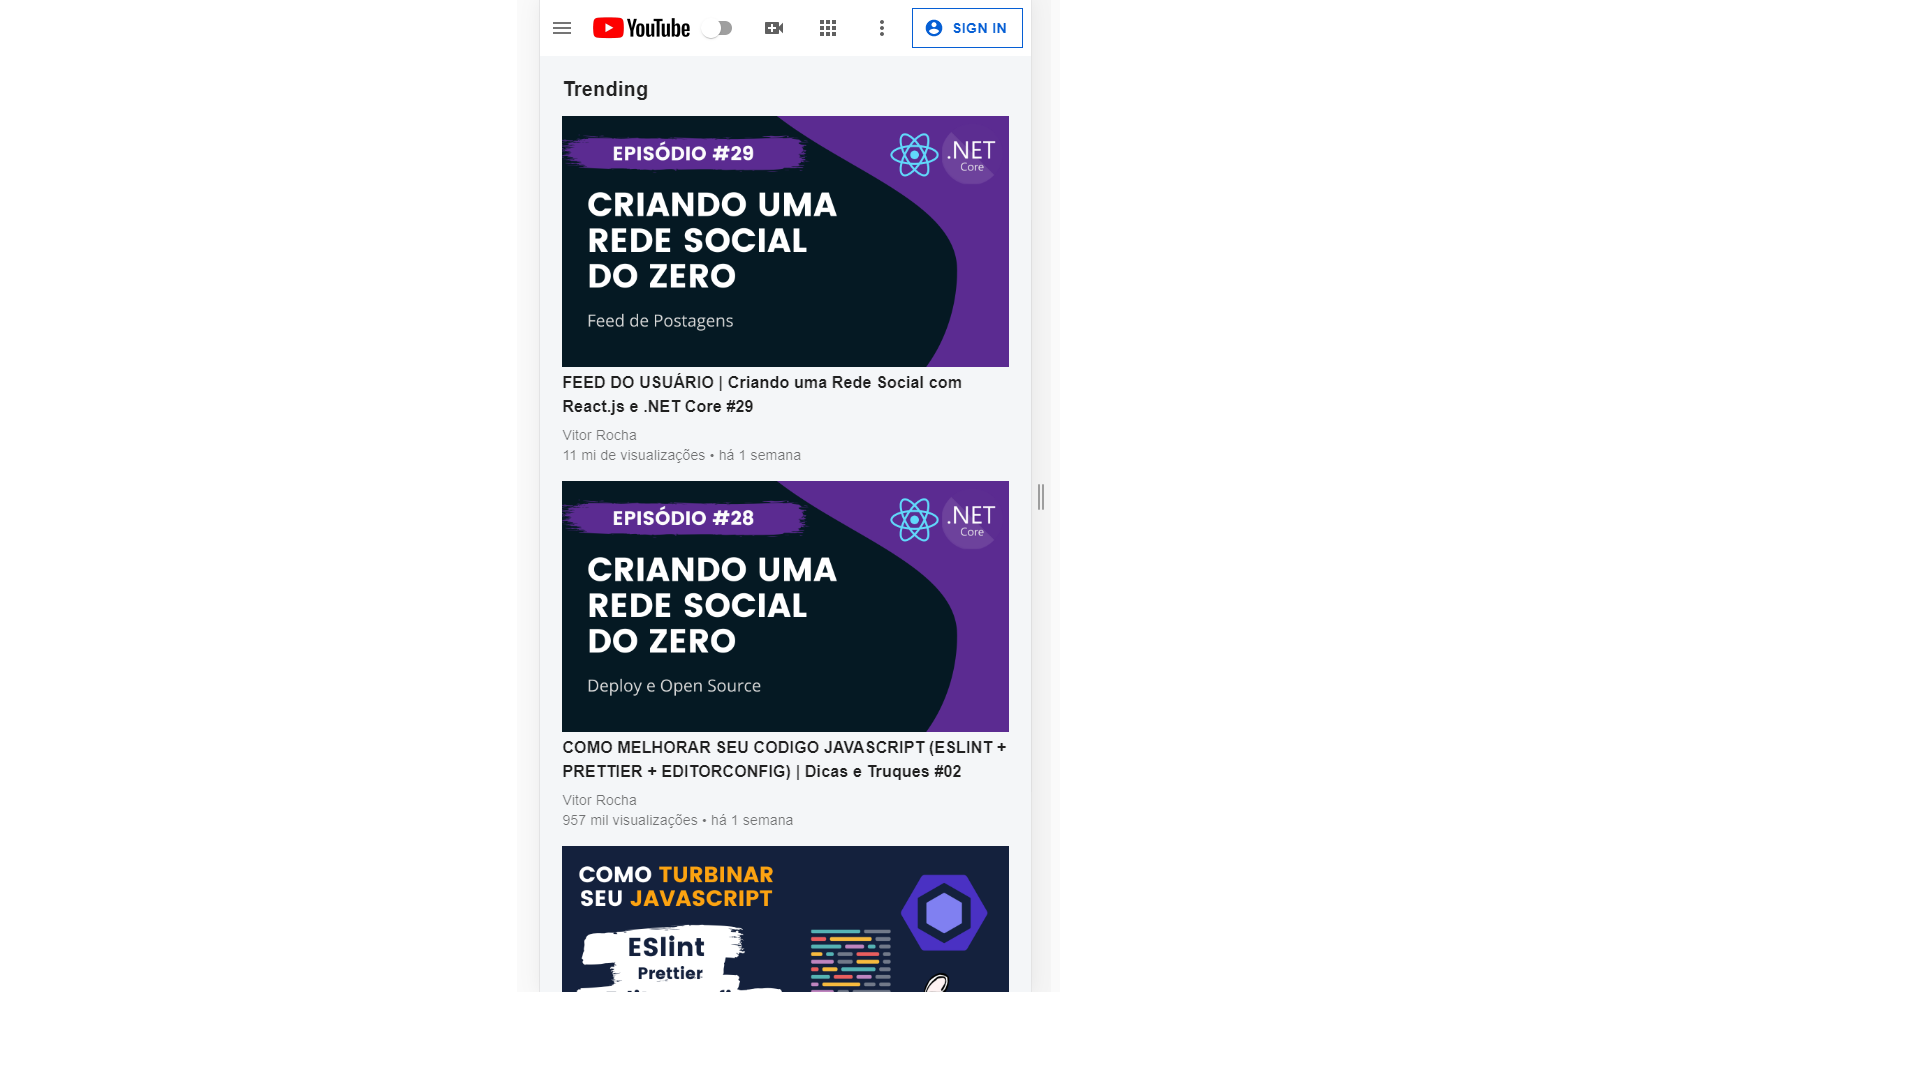 YouTube
SIGN IN
Trending
EPISÓDIO #29
.NET
Core
CRIANDO UMA
REDE SOCIAL
DO ZERO
Feed de Postagens
FEED DO USUÁRIO | Criando uma Rede Social com
React.js e .NET Core #29
Vitor Rocha
11 mi de visualizações • há 1 semana
EPISÓDIO #28
.NET
Core
CRIANDO UMA
REDE SOCIAL
DO ZERO
Deploy e Open Source
COMO MELHORAR SEU CODIGO JAVASCRIPT (ESLINT +
PRETTIER + EDITORCONFIG) | Dicas e Truques #02
Vitor Rocha
957 mil visualizações • há 1 semana
COMO TURBINAR
SEU JAVASCRIPT
ESlint
Prettier